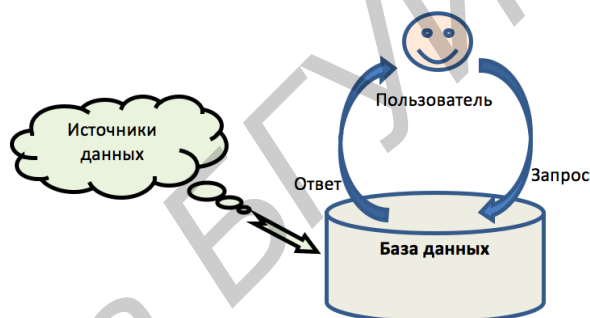 Пользователь
Источники
данных
Ответ
Запрос
База данных